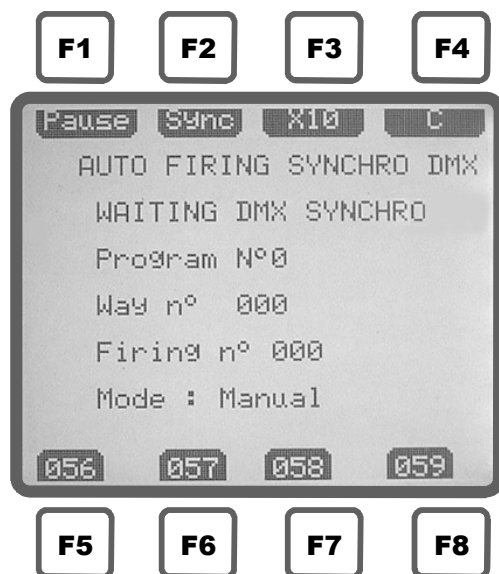 F1 F2 F3 F4
Pause Sync X10 C
AUTO FIRING SYNCHRO DMX
WAITING DMX SYNCHRO
Program N°0
Way n° 000
Firing n° 000
Mode : Manual
056 057 058 059
F5 F6 F7 F8